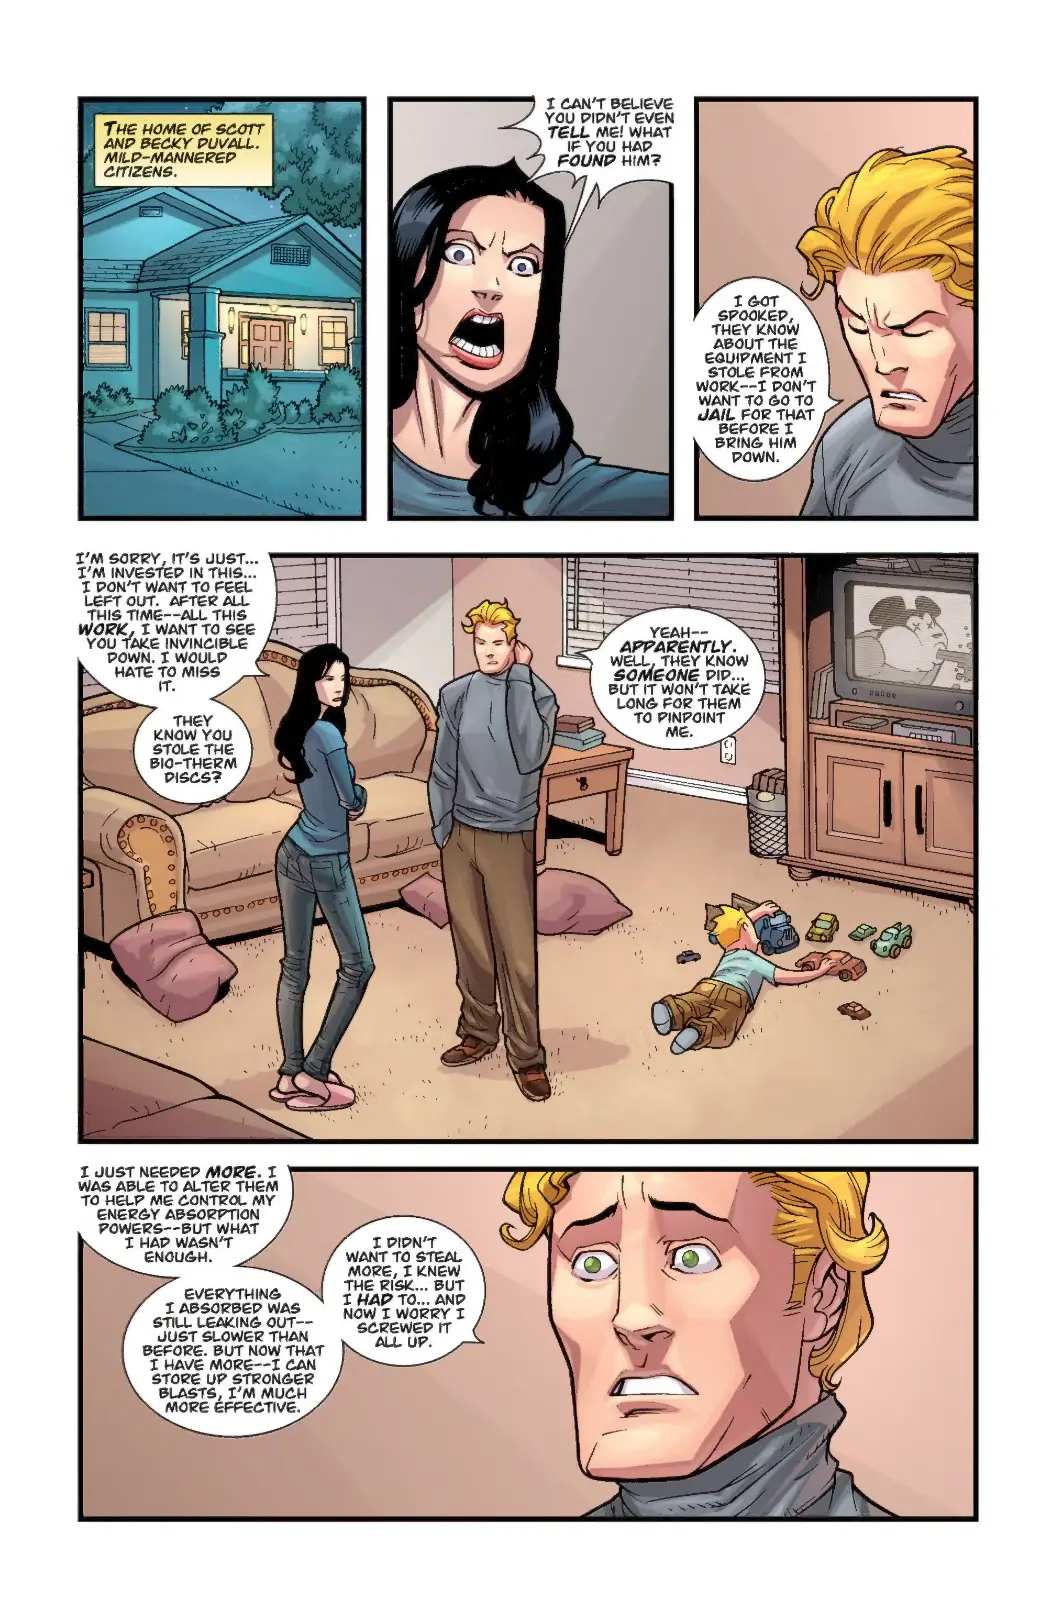 THE HOME OF SCOTT
AND BECKY DUVALL.
MILD-MANNERED
CITIZENS.
I CAN'T BELIEVE
YOU DIDN'T EVEN
TELL ME! WHAT
IF YOU HAD
FOUND HIM?
I GOT
SPOOKED,
THEY KNOW
ABOUT THE
EQUIPMENT I
STOLE FROM
WORK--I DON'T
WANT TO GO TO
JAIL FOR THAT
BEFORE I
BRING HIM
DOWN.
I'M SORRY, IT'S JUST...
I'M INVESTED IN THIS...
I DON'T WANT TO FEEL
LEFT OUT. AFTER ALL
THIS TIME--ALL THIS
WORK, I WANT TO SEE
YOU TAKE INVINCIBLE
DOWN. I WOULD
HATE TO MISS
IT.
THEY
KNOW YOU
STOLE THE
BIO-THERM
DISCS?
YEAH--
APPARENTLY.
WELL, THEY KNOW
SOMEONE DID...
BUT IT WON'T TAKE
LONG FOR THEM
TO PINPOINT
ME.
I JUST NEEDED MORE. I
WAS ABLE TO ALTER THEM
TO HELP ME CONTROL MY
ENERGY ABSORPTION
POWERS--BUT WHAT
I HAD WASN'T
ENOUGH.
EVERYTHING
I ABSORBED WAS
STILL LEAKING OUT--
JUST SLOWER THAN
BEFORE. BUT NOW THAT
I HAVE MORE--I CAN
STORE UP STRONGER
BLASTS, I'M MUCH
MORE EFFECTIVE.
I DIDN'T
WANT TO STEAL
MORE, I KNEW
THE RISK... BUT
I HAD TO... AND
NOW I WORRY I
SCREWED IT
ALL UP.